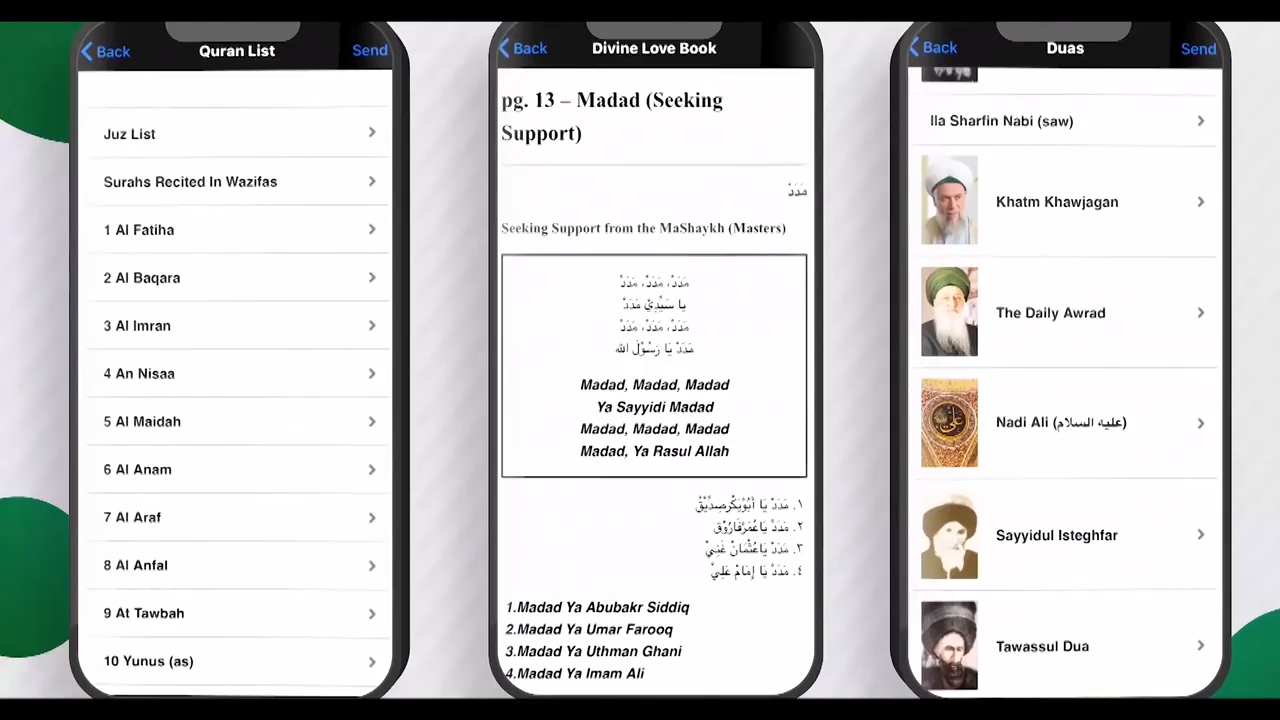 Back Quran List Send
Juz List
Surahs Recited In Wazifas
1 Al Fatiha
2 Al Baqara
3 Al Imran
4 An Nisaa
5 Al Maidah
6 Al Anam
7 Al Araf
8 Al Anfal
9 At Tawbah
10 Yunus (as)
Back Divine Love Book
pg. 13 – Madad (Seeking
Support)
مَدَدْ
Seeking Support from the MaShaykh (Masters)
مَدَدْ، مَدَدْ، مَدَدْ
يا سَيِّدِيْ مَدَدْ
مَدَدْ، مَدَدْ، مَدَدْ
مَدَدْ يَا رَسُوْلَ الله
Madad, Madad, Madad
Ya Sayyidi Madad
Madad, Madad, Madad
Madad, Ya Rasul Allah
١. مَدَدْ يَا أَبُوْبَكْرصِدِّيْقْ
٢. مَدَدْ يَاعُمَرْفَارُوْقْ
٣. مَدَدْ يَاعُثْمَانْ غَنِيْ
٤. مَدَدْ يَا إِمَامْ عَلِيْ
1.Madad Ya Abubakr Siddiq
2.Madad Ya Umar Farooq
3.Madad Ya Uthman Ghani
4.Madad Ya Imam Ali
Back Duas Send
Ila Sharfin Nabi (saw)
Khatm Khawjagan
The Daily Awrad
Nadi Ali (عليه السلام)
Sayyidul Isteghfar
Tawassul Dua